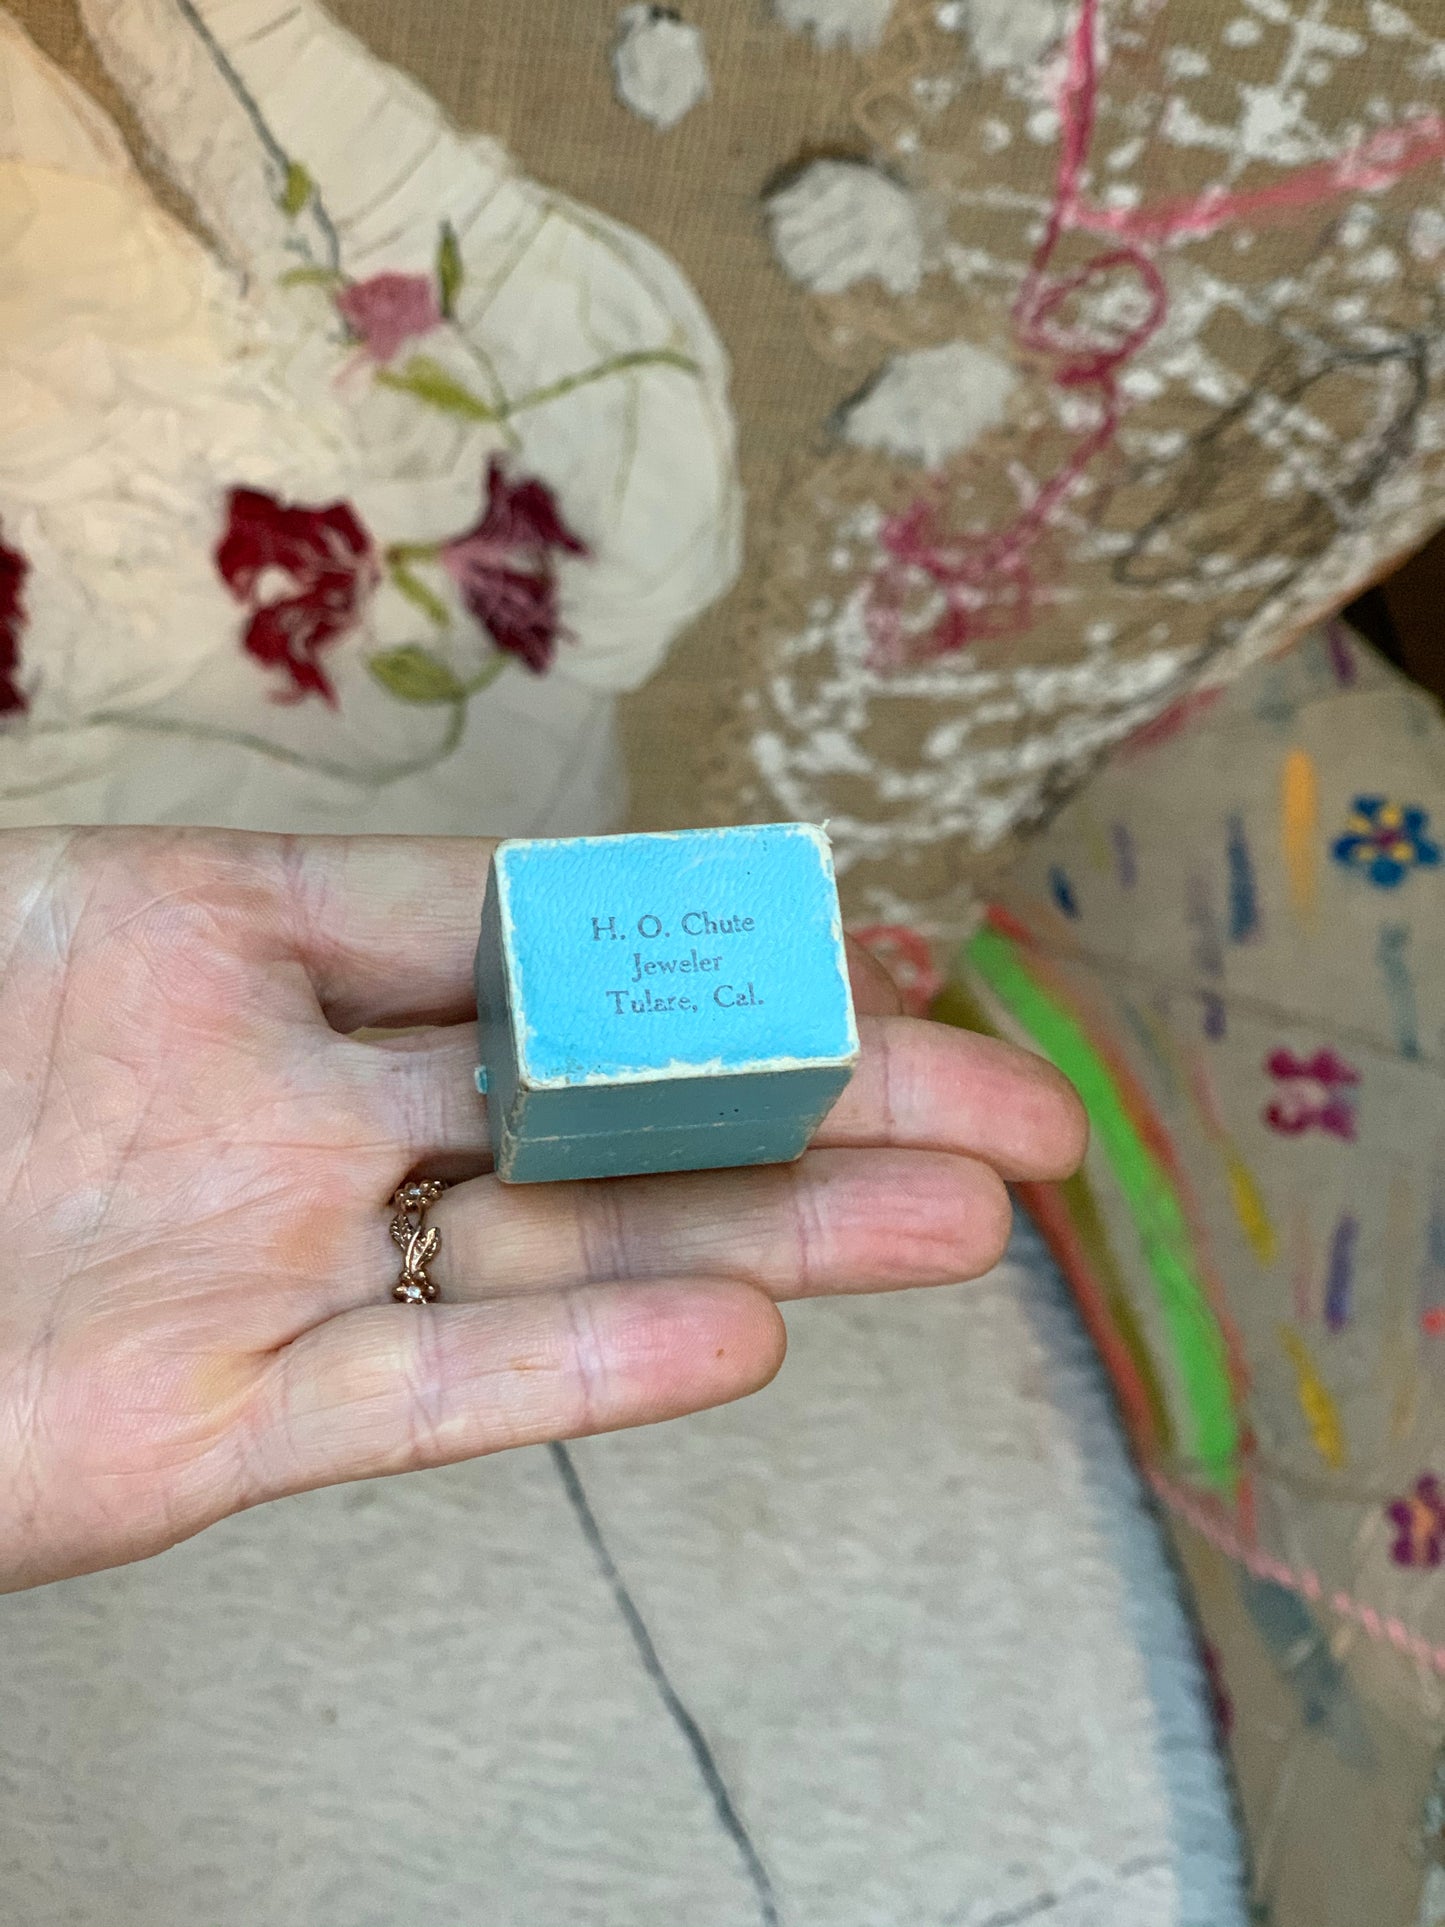 H. O. Chute
Jeweler
Tulare, Cal.